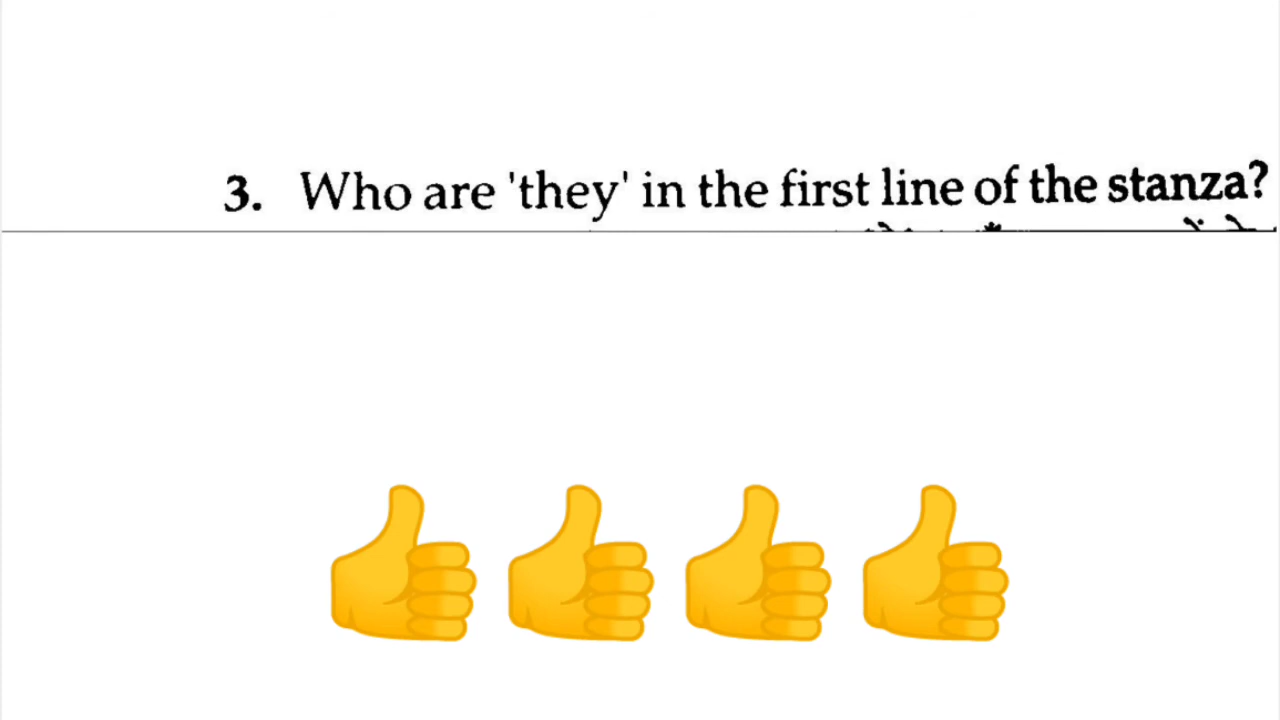 3. Who are 'they' in the first line of the stanza?